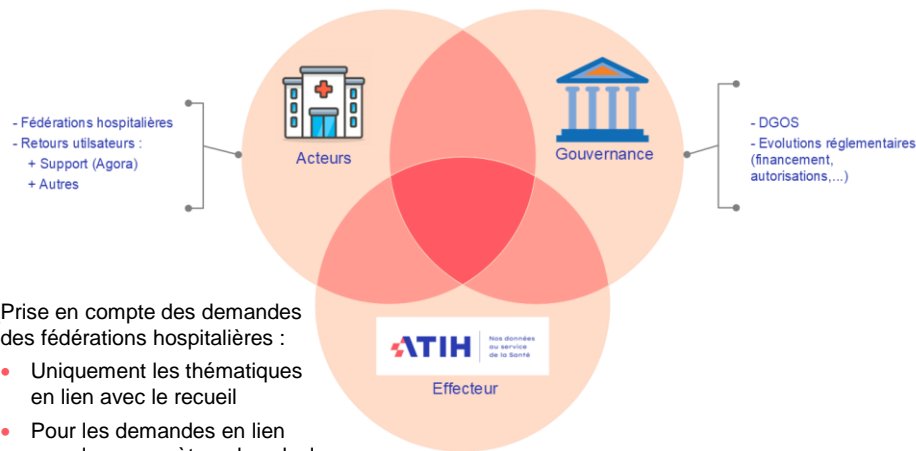 - Fédérations hospitalières
- Retours utilsateurs :
+ Support (Agora)
+ Autres
Acteurs
Gouvernance
- DGOS
- Evolutions réglementaires
(financement,
autorisations,...)
Prise en compte des demandes
des fédérations hospitalières :
• Uniquement les thématiques
en lien avec le recueil
• Pour les demandes en lien
ATIH
Nos données
au service
de la Santé
Effecteur